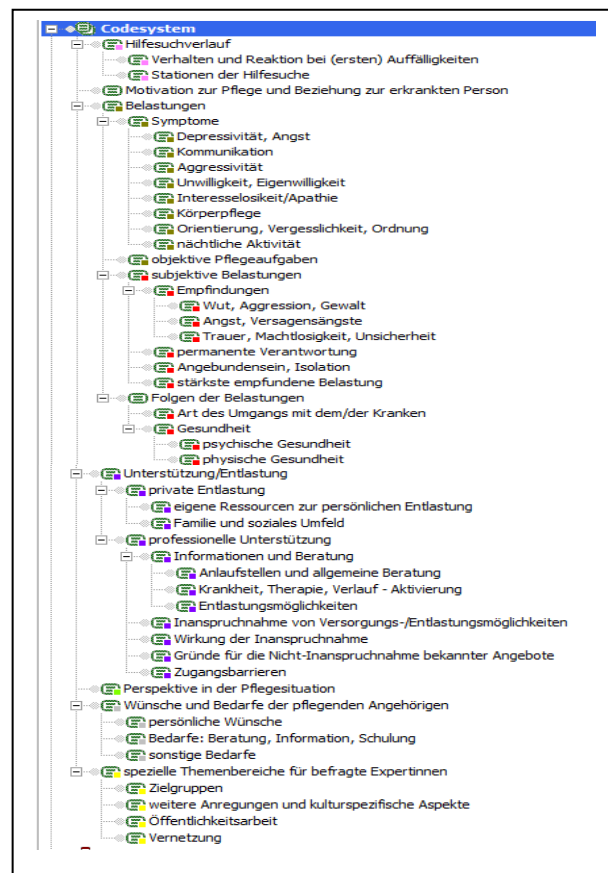 Codesystem
Hilfesuchverlauf
Verhalten und Reaktion bei (ersten) Auffälligkeiten
Stationen der Hilfesuche
Motivation zur Pflege und Beziehung zur erkrankten Person
Belastungen
Symptome
Depressivität, Angst
Kommunikation
Aggressivität
Unwilligkeit, Eigenwilligkeit
Interesselosikeit/Apathie
Körperpflege
Orientierung, Vergesslichkeit, Ordnung
nächtliche Aktivität
objektive Pflegeaufgaben
subjektive Belastungen
Empfindungen
Wut, Aggression, Gewalt
Angst, Versagensängste
Trauer, Machtlosigkeit, Unsicherheit
permanente Verantwortung
Angebundensein, Isolation
stärkste empfundene Belastung
Folgen der Belastungen
Art des Umgangs mit dem/der Kranken
Gesundheit
psychische Gesundheit
physische Gesundheit
Unterstützung/Entlastung
private Entlastung
eigene Ressourcen zur persönlichen Entlastung
Familie und soziales Umfeld
professionelle Unterstützung
Informationen und Beratung
Anlaufstellen und allgemeine Beratung
Krankheit, Therapie, Verlauf - Aktivierung
Entlastungsmöglichkeiten
Inanspruchnahme von Versorgungs-/Entlastungsmöglichkeiten
Wirkung der Inanspruchnahme
Gründe für die Nicht-Inanspruchnahme bekannter Angebote
Zugangsbarrieren
Perspektive in der Pflegesituation
Wünsche und Bedarfe der pflegenden Angehörigen
persönliche Wünsche
Bedarfe: Beratung, Information, Schulung
sonstige Bedarfe
spezielle Themenbereiche für befragte Expertinnen
Zielgruppen
weitere Anregungen und kulturspezifische Aspekte
Öffentlichkeitsarbeit
Vernetzung